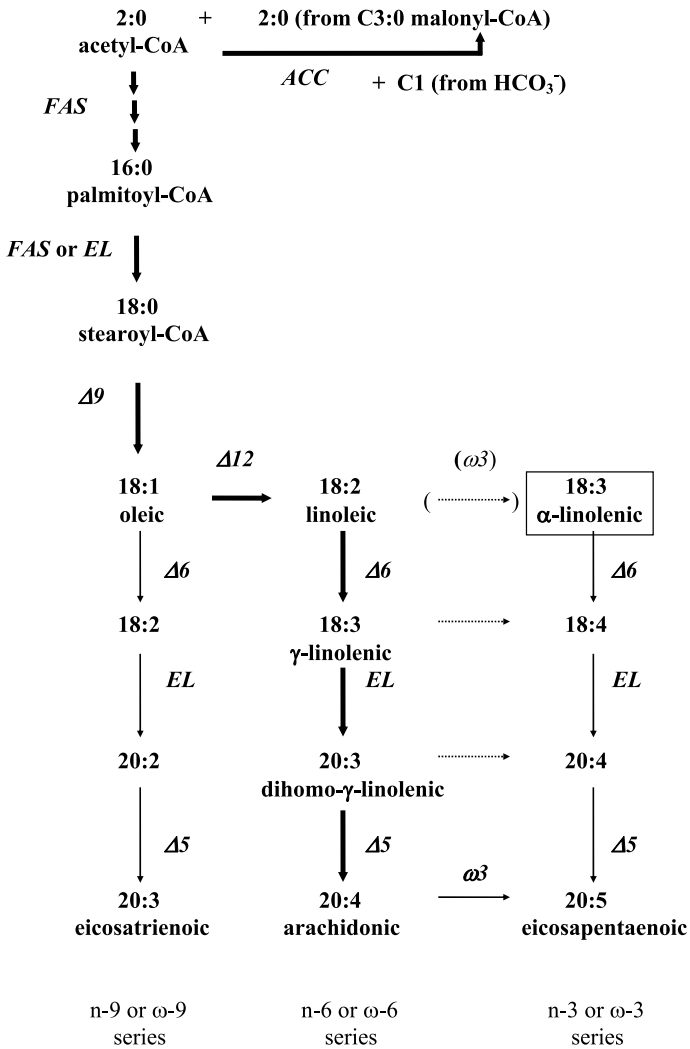 2:0 + 2:0 (from C3:0 malonyl-CoA)
acetyl-CoA
ACC + C1 (from HCO₃⁻)
FAS
16:0
palmitoyl-CoA
FAS or EL
18:0
stearoyl-CoA
Δ9
Δ12 (ω3)
18:1 18:2 ( ) 18:3
oleic linoleic α-linolenic
Δ6 Δ6 Δ6
18:2 18:3 18:4
γ-linolenic
EL EL EL
20:2 20:3 20:4
dihomo-γ-linolenic
Δ5 Δ5 Δ5
ω3
20:3 20:4 20:5
eicosatrienoic arachidonic eicosapentaenoic
n-9 or ω-9 n-6 or ω-6 n-3 or ω-3
series series series